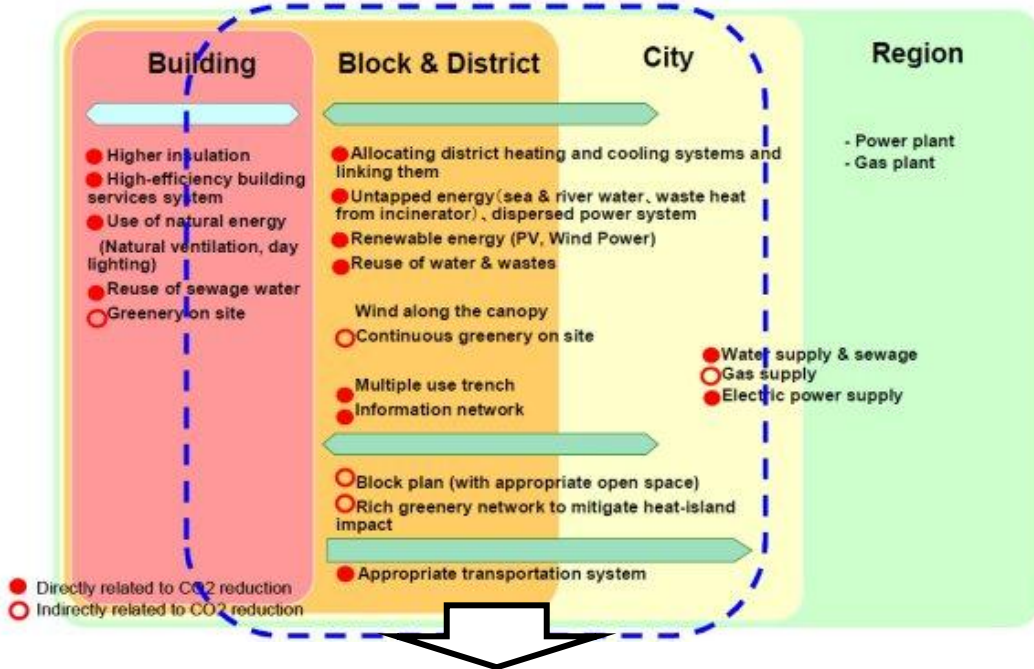 Building
Block & District
City
Region
Higher insulation
High-efficiency building
services system
Use of natural energy
(Natural ventilation, day
lighting)
Reuse of sewage water
Greenery on site
Allocating district heating and cooling systems and
linking them
Untapped energy(sea & river water、waste heat
from incinerator)、dispersed power system
Renewable energy (PV, Wind Power)
Reuse of water & wastes
Wind along the canopy
Continuous greenery on site
Multiple use trench
Information network
Block plan (with appropriate open space)
Rich greenery network to mitigate heat-island
impact
Appropriate transportation system
Water supply & sewage
Gas supply
Electric power supply
- Power plant
- Gas plant
Directly related to CO2 reduction
Indirectly related to CO2 reduction